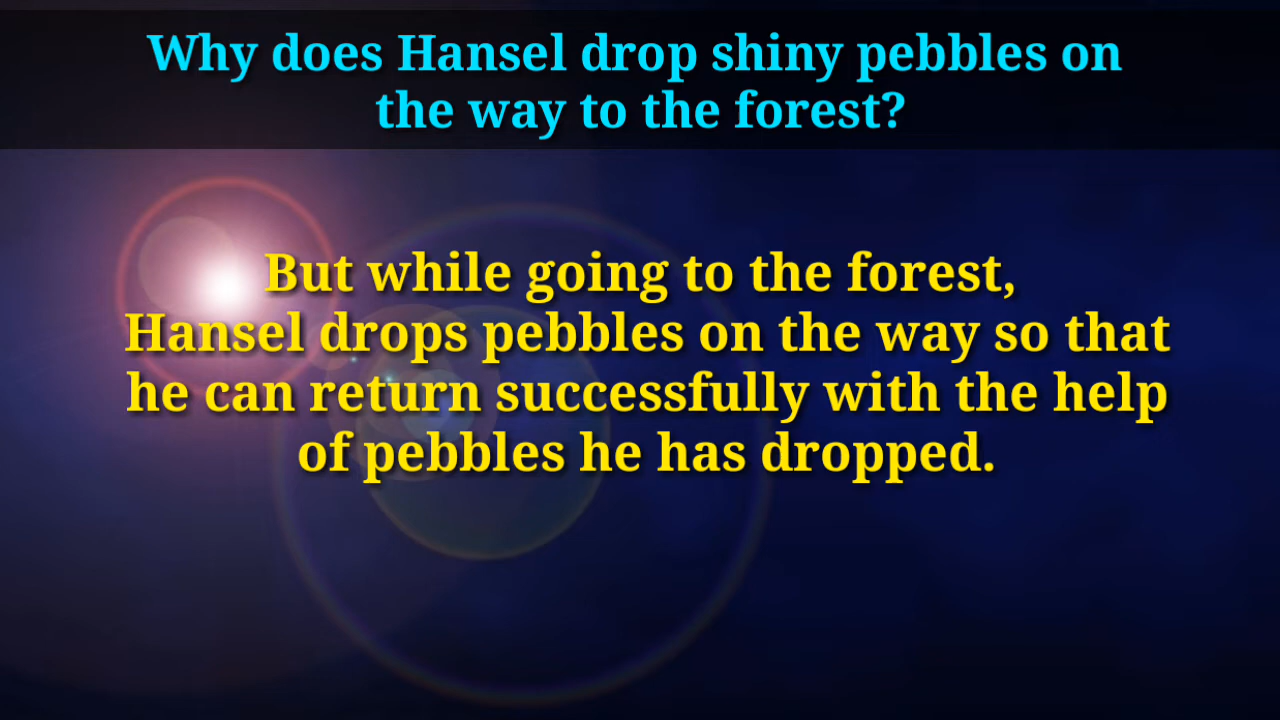 Why does Hansel drop shiny pebbles on
the way to the forest?
But while going to the forest,
Hansel drops pebbles on the way so that
he can return successfully with the help
of pebbles he has dropped.